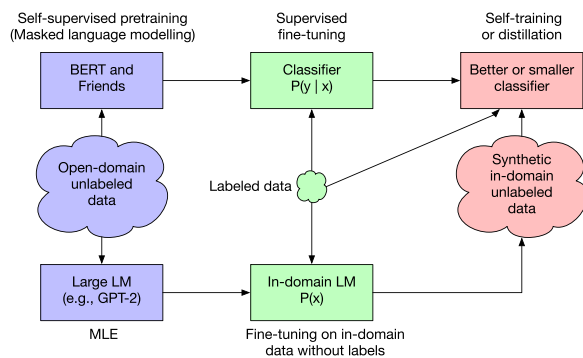 Self-supervised pretraining
(Masked language modelling)
Supervised
fine-tuning
Self-training
or distillation
BERT and
Friends
Classifier
P(y | x)
Better or smaller
classifier
Open-domain
unlabeled
data
Labeled data
Synthetic
in-domain
unlabeled
data
Large LM
(e.g., GPT-2)
In-domain LM
P(x)
MLE
Fine-tuning on in-domain
data without labels